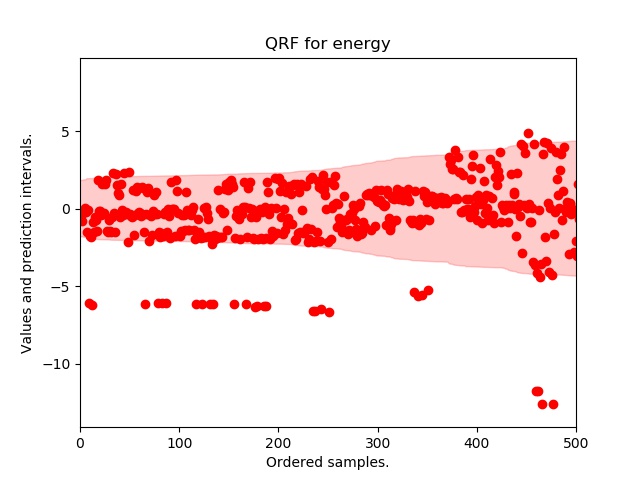 QRF for energy
Values and prediction intervals.
5
0
−5
−10
0 100 200 300 400 500
Ordered samples.